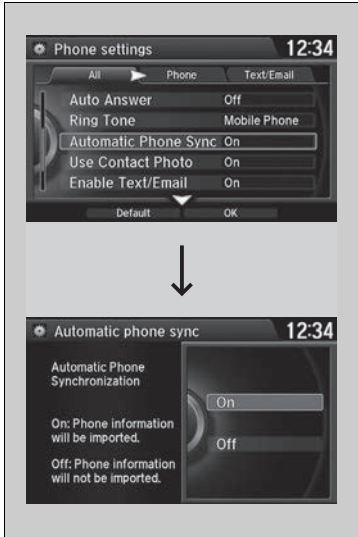 Phone settings 12:34
All Phone Text/Email
Auto Answer Off
Ring Tone Mobile Phone
Automatic Phone Sync On
Use Contact Photo On
Enable Text/Email On
Default OK
Automatic phone sync 12:34
Automatic Phone
Synchronization
On: Phone information
will be imported.
Off: Phone information
will not be imported.
On
Off